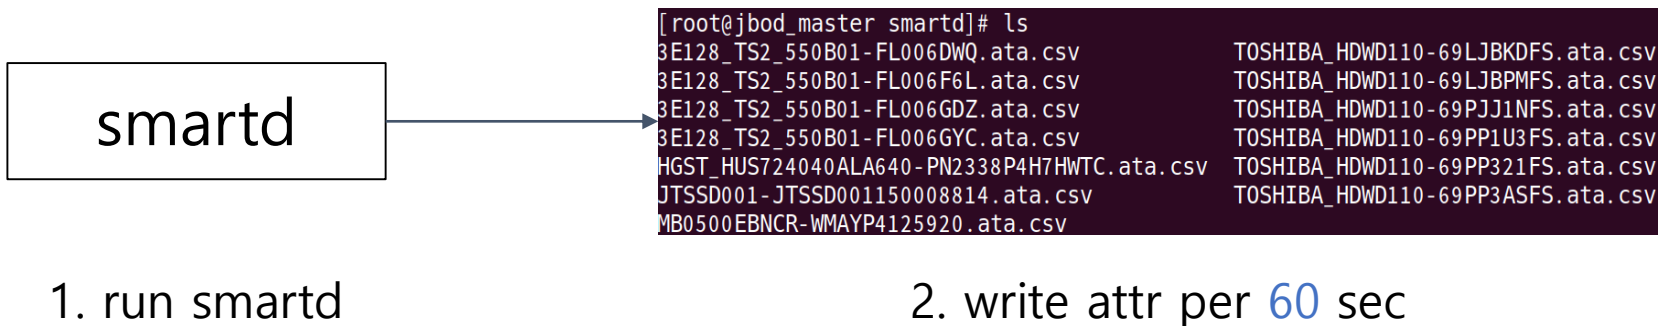 smartd
[root@jbod_master smartd]# ls
3E128_TS2_550B01-FL006DWQ.ata.csv TOSHIBA_HDWD110-69LJBKDFS.ata.csv
3E128_TS2_550B01-FL006F6L.ata.csv TOSHIBA_HDWD110-69LJBPMFS.ata.csv
3E128_TS2_550B01-FL006GDZ.ata.csv TOSHIBA_HDWD110-69PJJ1NFS.ata.csv
3E128_TS2_550B01-FL006GYC.ata.csv TOSHIBA_HDWD110-69PP1U3FS.ata.csv
HGST_HUS724040ALA640-PN2338P4H7HWTC.ata.csv TOSHIBA_HDWD110-69PP321FS.ata.csv
JTSSD001-JTSSD001150008814.ata.csv TOSHIBA_HDWD110-69PP3ASFS.ata.csv
MB0500EBNCR-WMAYP4125920.ata.csv
1. run smartd
2. write attr per 60 sec